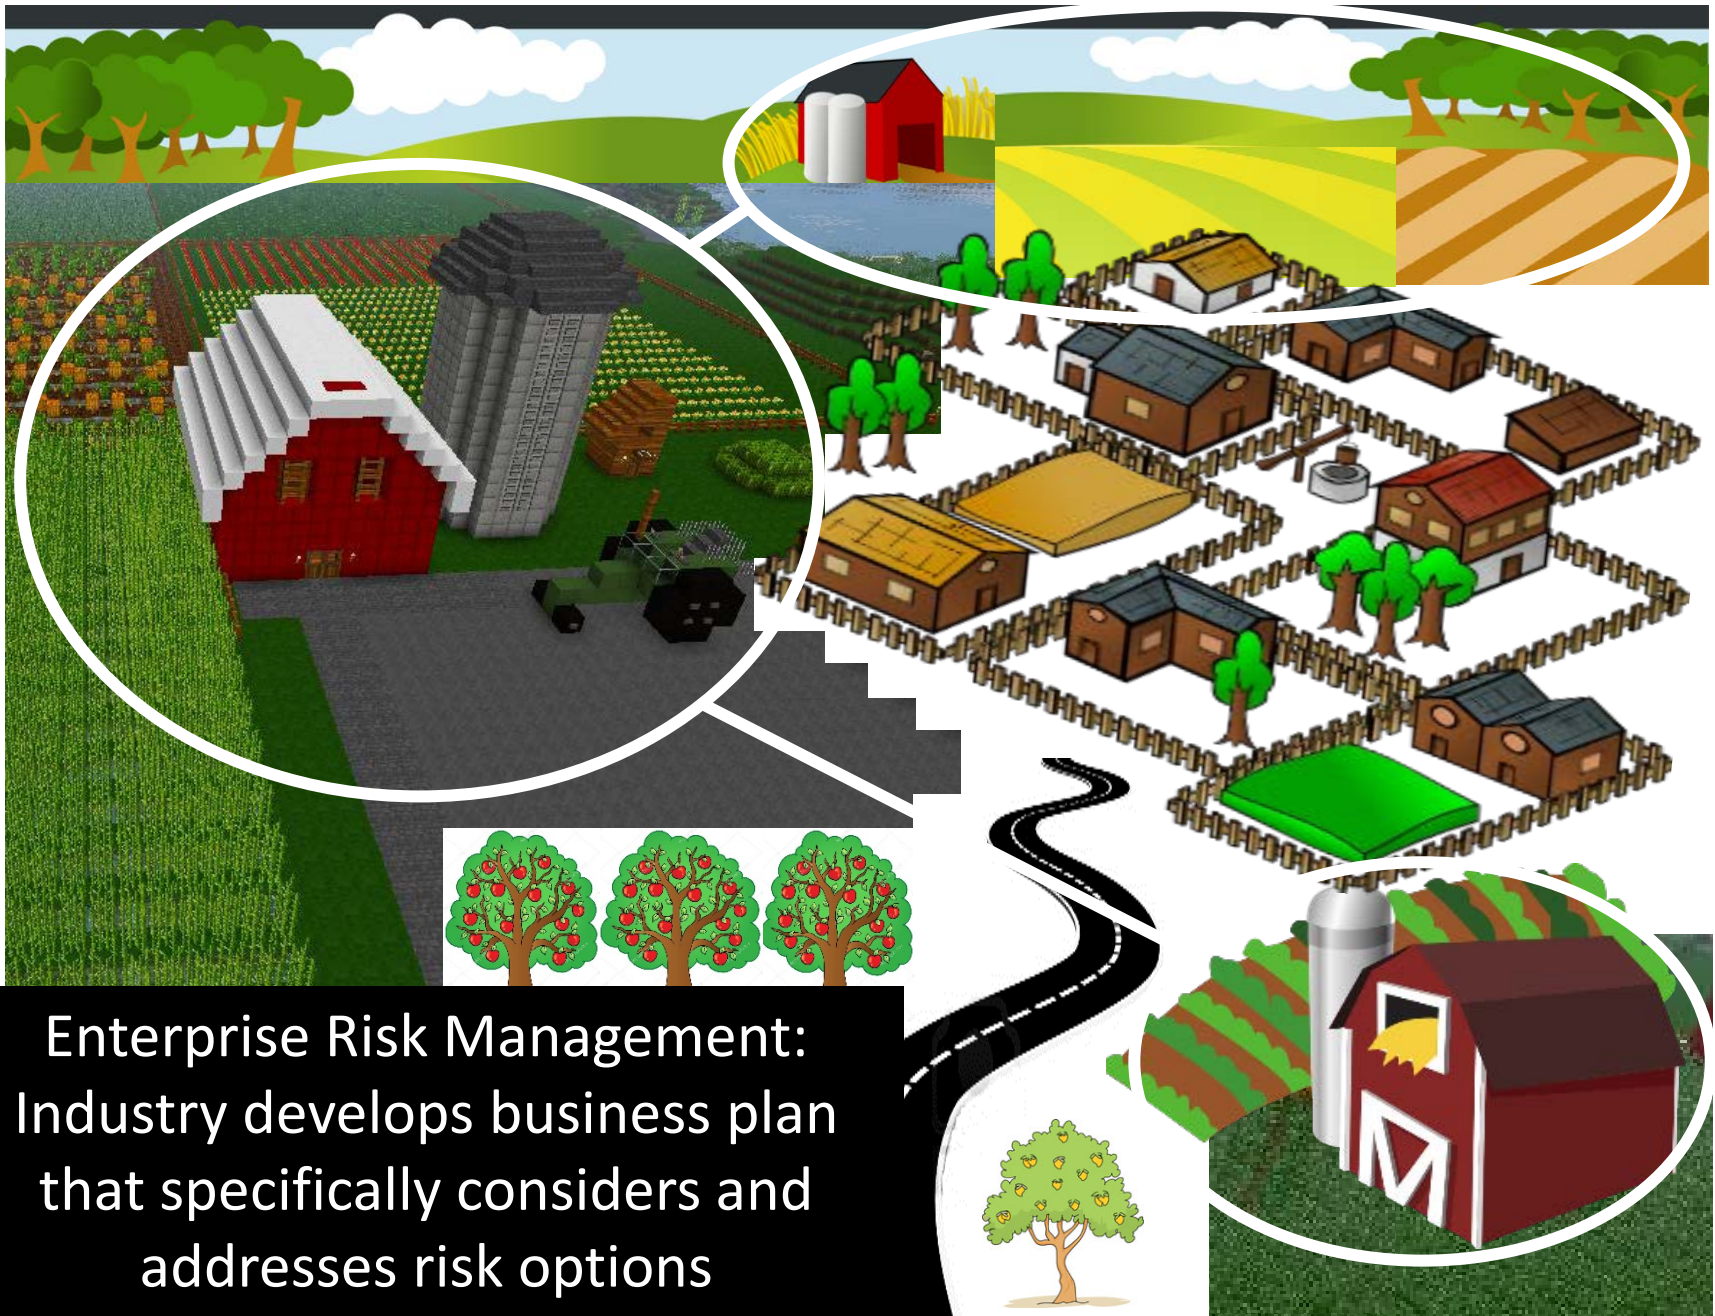 Enterprise Risk Management:
Industry develops business plan
that specifically considers and
addresses risk options